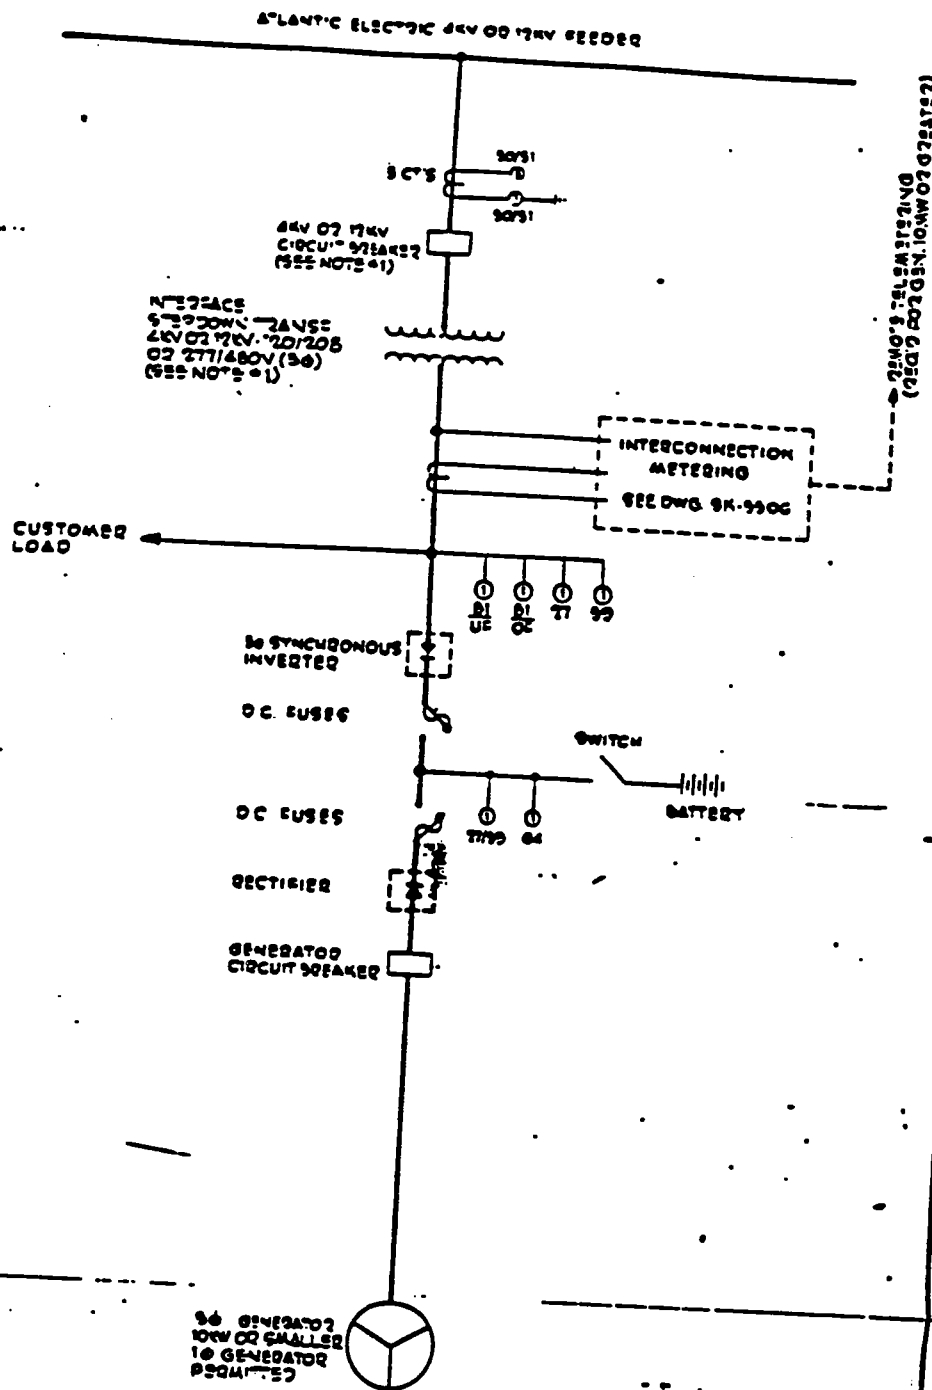 ATLANTIC ELECTRIC 4KV OR 12KV FEEDER
3 CT'S
50/51
50/51
4KV OR 12KV
CIRCUIT BREAKER
(SEE NOTE #1)
INTERFACE
STEPDOWN TRANSF
4KV OR 12KV-120/208
OR 277/480V (3Φ)
(SEE NOTE #1)
REMOTE TELEMETERING
(REQ'D FOR GEN. 10MW OR GREATER)
INTERCONNECTION
METERING
SEE DWG SK-
CUSTOMER
LOAD
81
UF
81
OF
27
59
3Φ SYNCHRONOUS
INVERTER
D.C. FUSES
SWITCH
BATTERY
27/59
64
D.C. FUSES
RECTIFIER
GENERATOR
CIRCUIT BREAKER
3Φ GENERATOR
10KW OR SMALLER
1Φ GENERATOR
PERMITTED